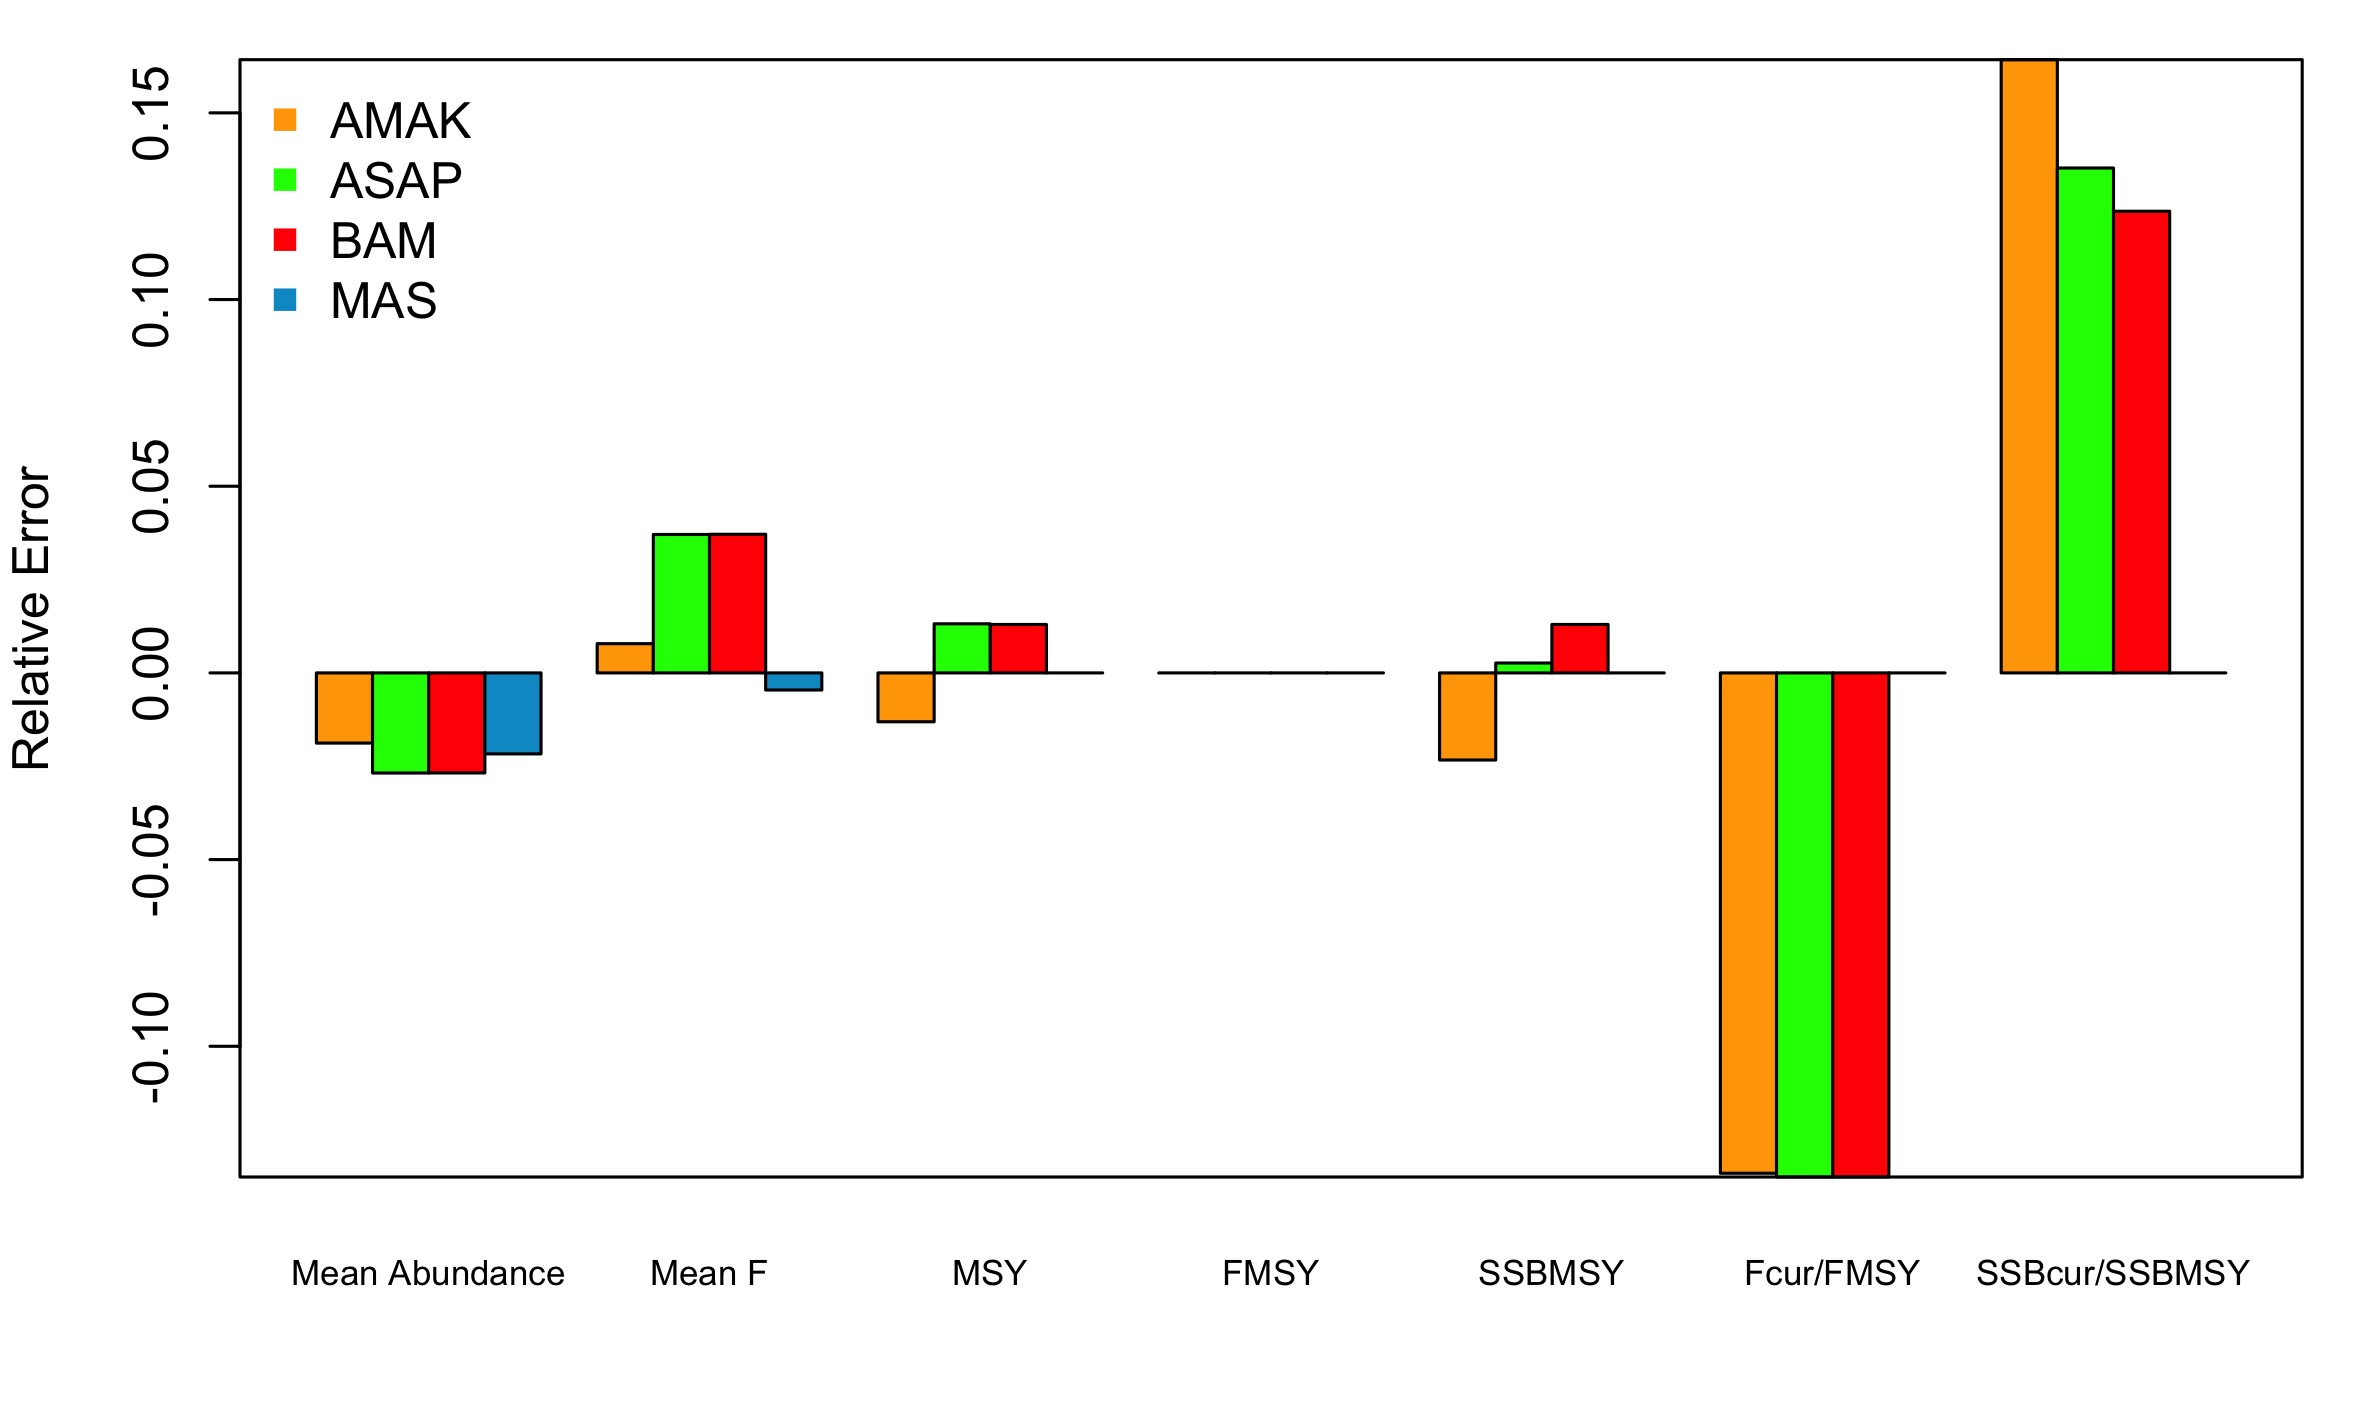 Relative Error
0.15
0.10
0.05
0.00
-0.05
-0.10
AMAK
ASAP
BAM
MAS
Mean Abundance
Mean F
MSY
FMSY
SSBMSY
Fcur/FMSY
SSBcur/SSBMSY